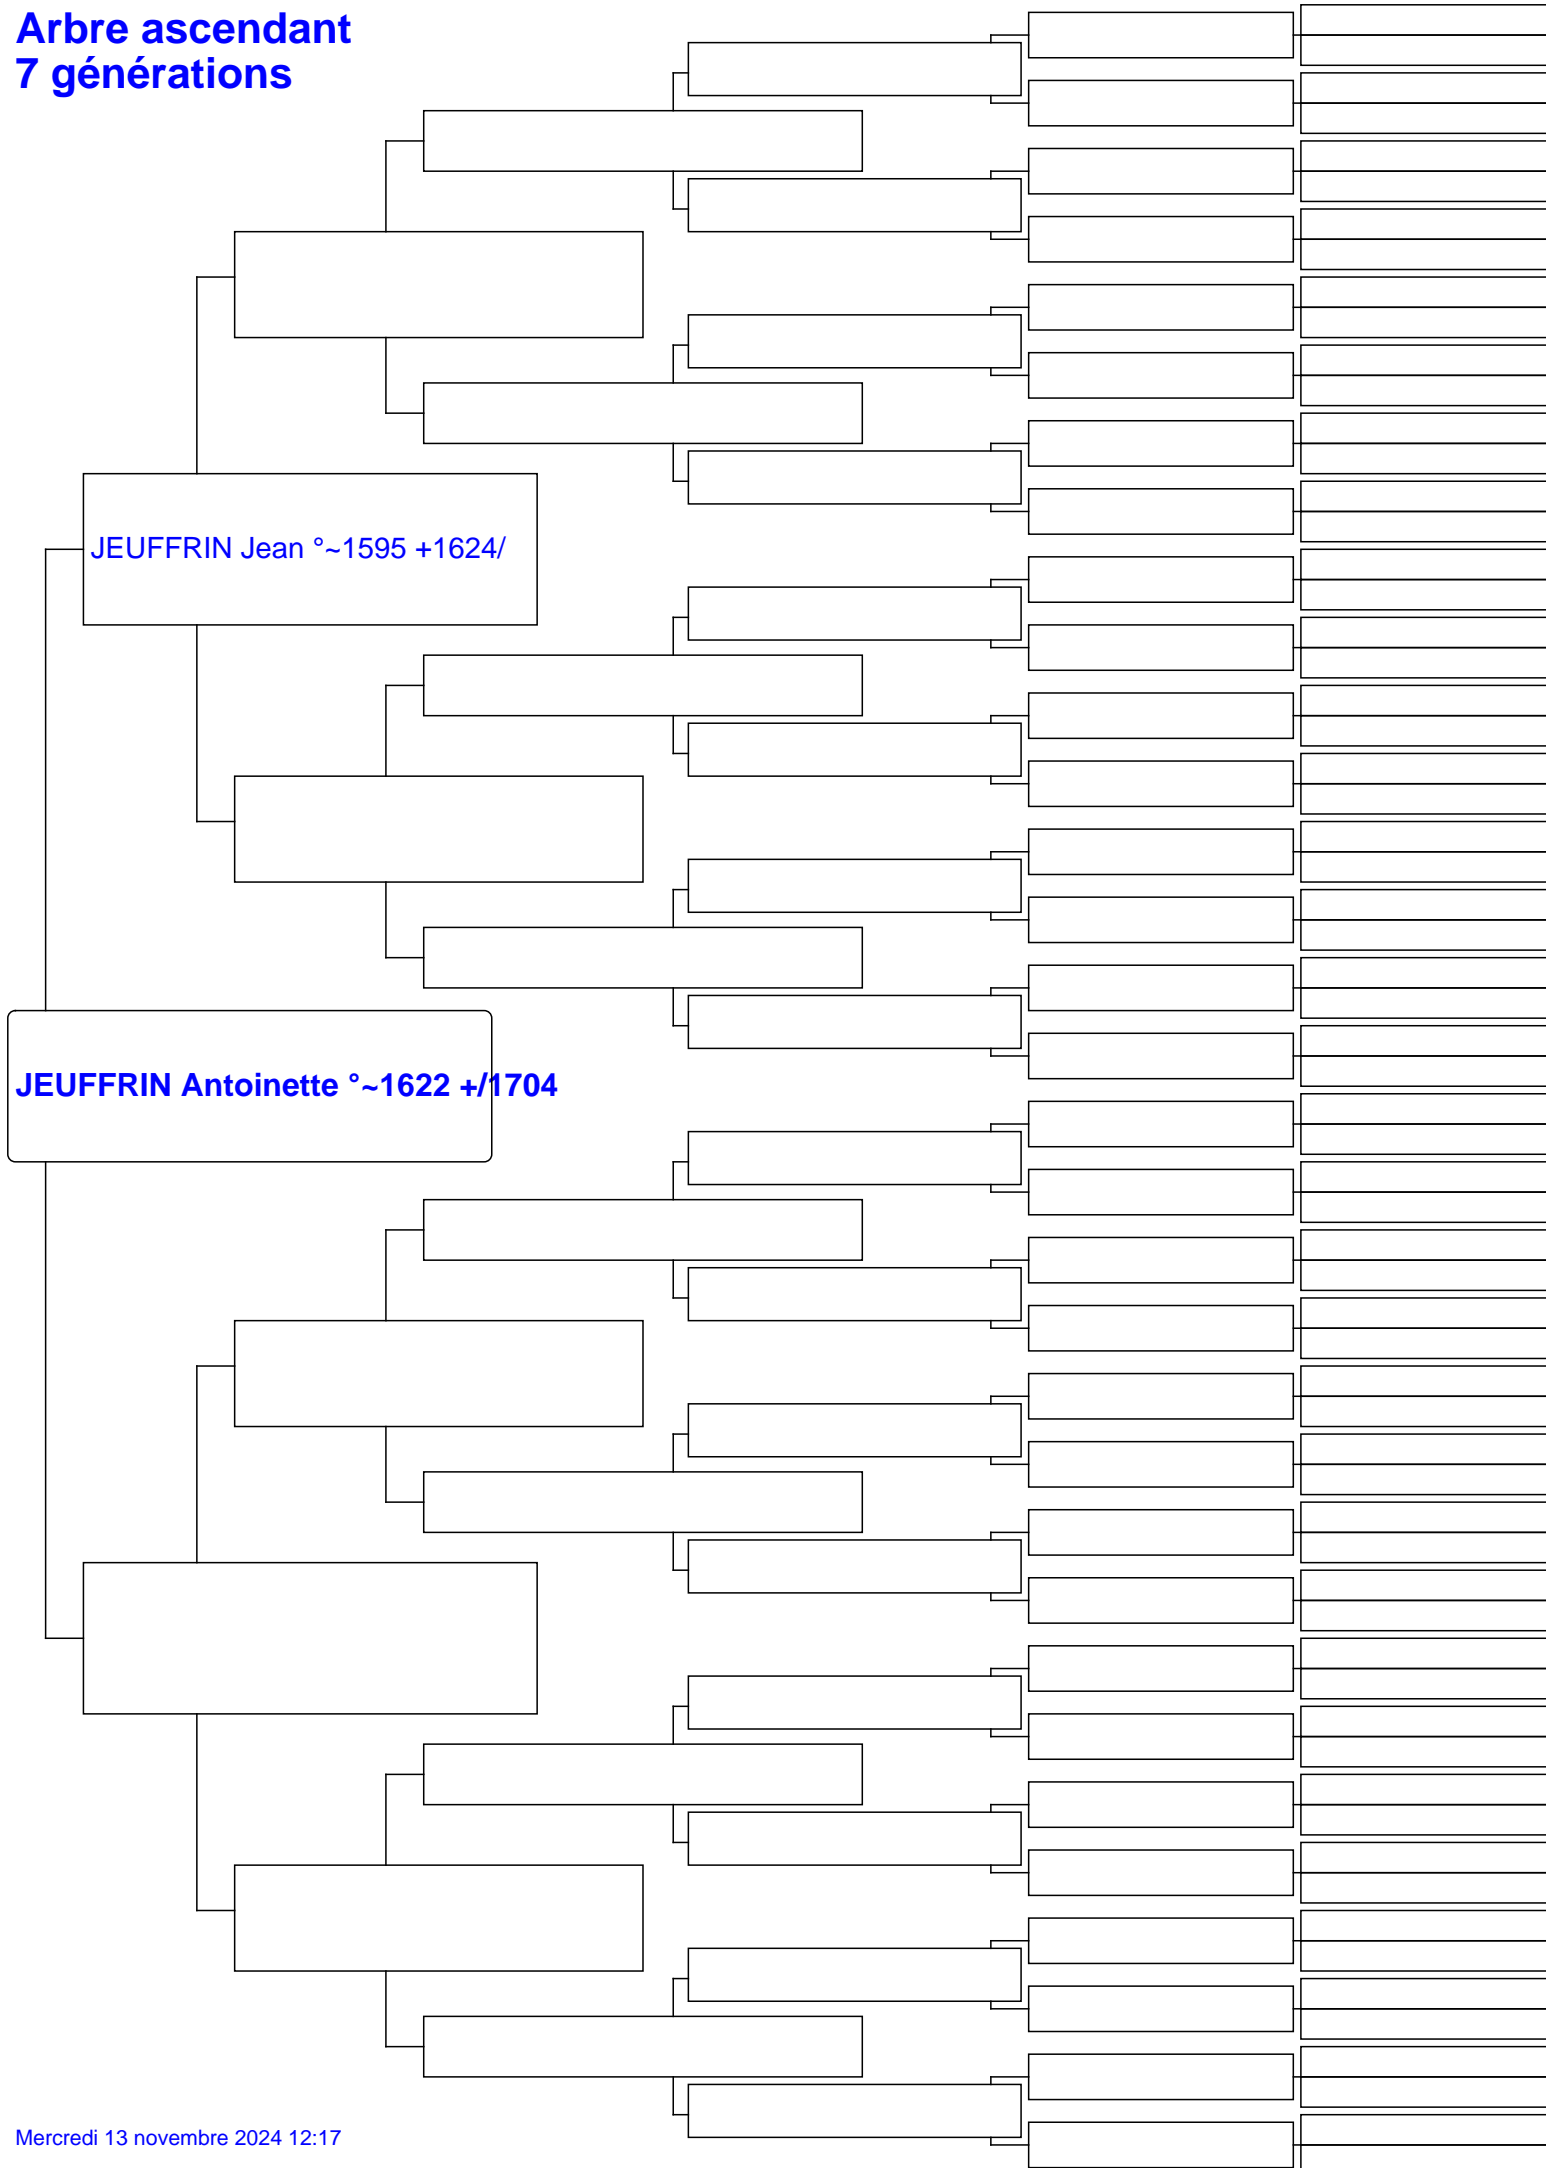 Arbre ascendant
7 générations
JEUFFRIN Jean °~1595 +1624/
JEUFFRIN Antoinette °~1622 +/1704
Mercredi 13 novembre 2024 12:17